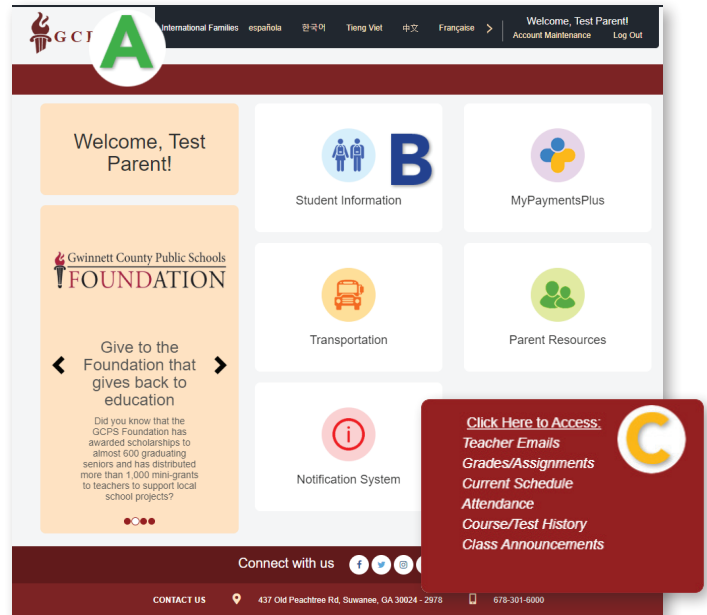 GCP
A
International Families española 한국어 Tieng Viet 中文 Française >
Welcome, Test Parent!
Account Maintenance Log Out
Welcome, Test
Parent!
B
Student Information
MyPaymentsPlus
Gwinnett County Public Schools
FOUNDATION
Transportation
Parent Resources
Give to the
Foundation that
gives back to
education
Did you know that the
GCPS Foundation has
awarded scholarships to
almost 600 graduating
seniors and has distributed
more than 1,000 mini-grants
to teachers to support local
school projects?
Notification System
Click Here to Access:
C
Teacher Emails
Grades/Assignments
Current Schedule
Attendance
Course/Test History
Class Announcements
Connect with us
CONTACT US 437 Old Peachtree Rd, Suwanee, GA 30024 - 2978 678-301-6000